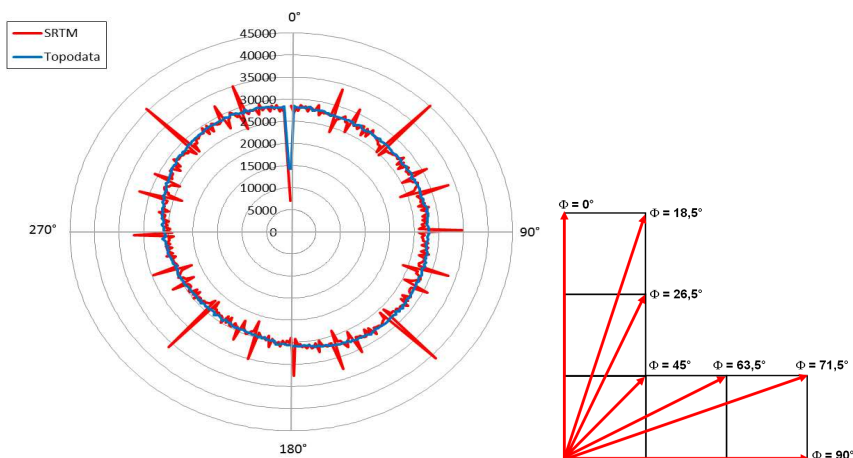 0°
SRTM
Topodata
45000
40000
45000
30000
25000
20000
15000
10000
5000
0
270°
90°
180°
Φ = 0°
Φ = 18,5°
Φ = 26,5°
Φ = 45°
Φ = 63,5°
Φ = 71,5°
Φ = 90°